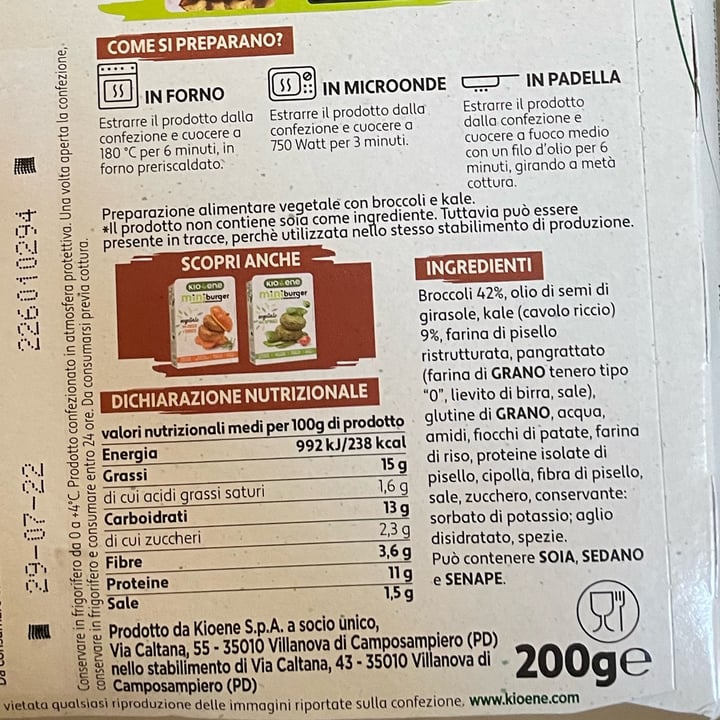 COME SI PREPARANO?
IN FORNO
Estrarre il prodotto dalla
confezione e cuocere a
180 °C per 6 minuti, in
forno preriscaldato.
IN MICROONDE
Estrarre il prodotto dalla
confezione e cuocere a
750 Watt per 3 minuti.
IN PADELLA
Estrarre il prodotto
dalla confezione e
cuocere a fuoco medio
con un filo d'olio per 6
minuti, girando a metà
cottura.
Preparazione alimentare vegetale con broccoli e kale.
*Il prodotto non contiene soia come ingrediente. Tuttavia può essere
presente in tracce, perchè utilizzata nello stesso stabilimento di produzione.
SCOPRI ANCHE
KIOENE
miniburger
KIOENE
miniburger
DICHIARAZIONE NUTRIZIONALE
valori nutrizionali medi per 100g di prodotto
Energia 992 kJ/238 kcal
Grassi 15 g
di cui acidi grassi saturi 1,6 g
Carboidrati 13 g
di cui zuccheri 2,3 g
Fibre 3,6 g
Proteine 11 g
Sale 1,5 g
INGREDIENTI
Broccoli 42%, olio di semi di
girasole, kale (cavolo riccio)
9%, farina di pisello
ristrutturata, pangrattato
(farina di GRANO tenero tipo
"0", lievito di birra, sale),
glutine di GRANO, acqua,
amidi, fiocchi di patate, farina
di riso, proteine isolate di
pisello, cipolla, fibra di pisello,
sale, zucchero, conservante:
sorbato di potassio; aglio
disidratato, spezie.
Può contenere SOIA, SEDANO
e SENAPE.
Prodotto da Kioene S.p.A. a socio unico,
Via Caltana, 55 - 35010 Villanova di Camposampiero (PD)
nello stabilimento di Via Caltana, 43 - 35010 Villanova di
Camposampiero (PD)
200g e
vietata qualsiasi riproduzione delle immagini riportate sulla confezione. www.kioene.com
Conservare in frigorifero da 0 a +4°C. Prodotto confezionato in atmosfera protettiva. Una volta aperta la confezione,
conservare in frigorifero e consumare entro 24 ore. Da consumarsi previa cottura.
29-07-22 226010294